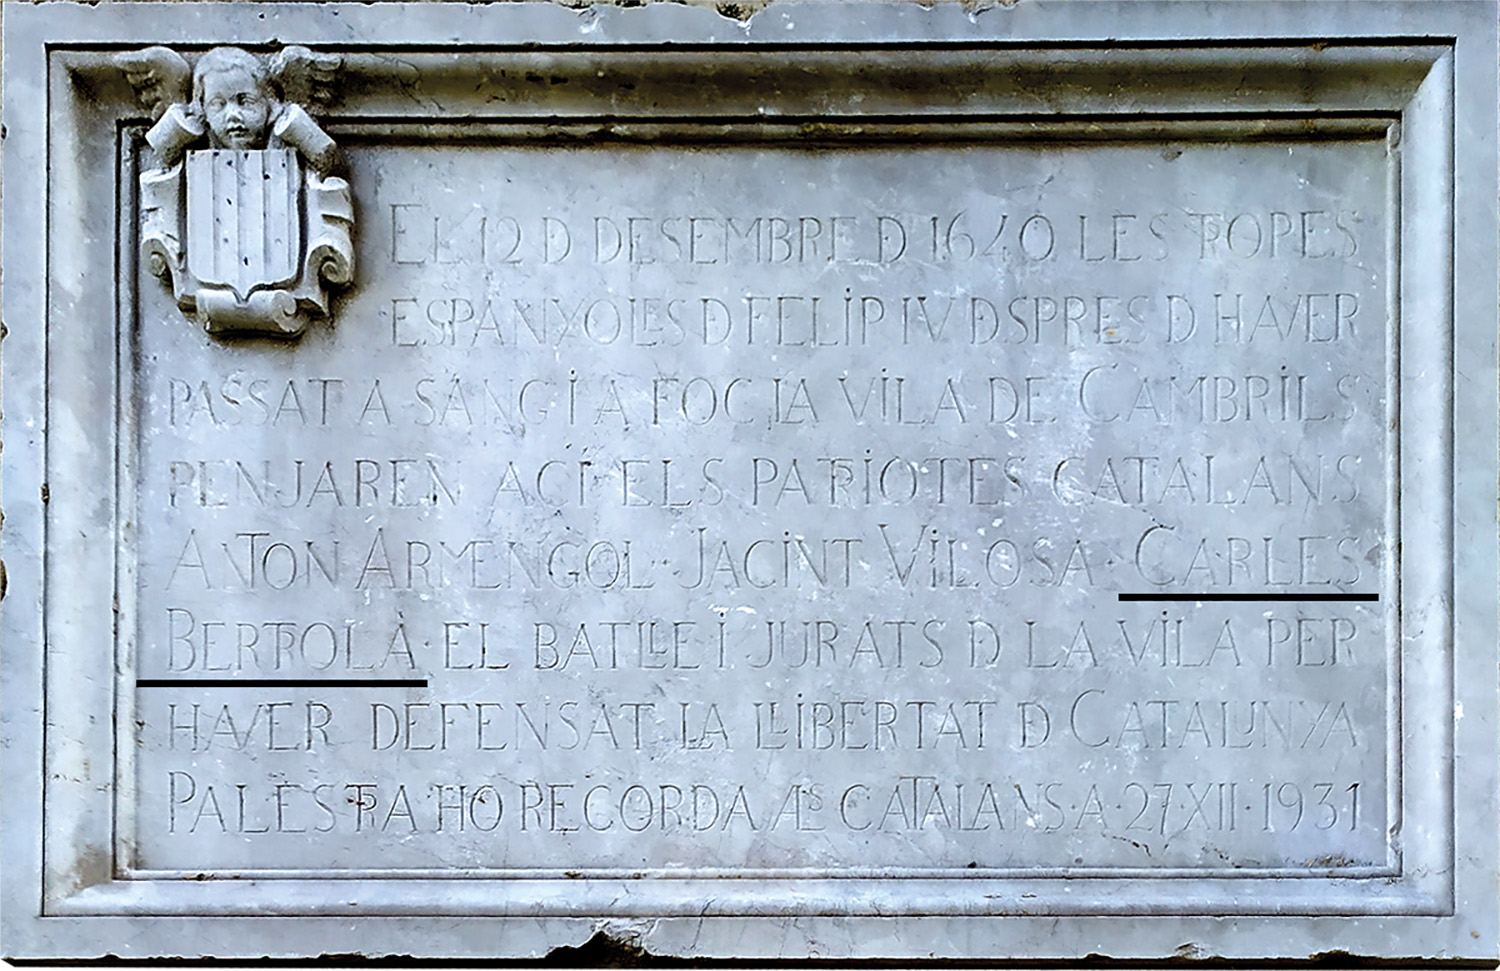 EL 12 D DESEMBRE D 1640 LES TROPES
ESPANYOLES D FELIP IV DSPRES D HAVER
PASSAT A SANG I A FOC LA VILA DE CAMBRILS
PENJAREN ACI ELS PATRIOTES CATALANS
ANTON ARMENGOL · JACINT VILOSA · CARLES
BERTROLÀ · EL BATLLE I JURATS D LA VILA PER
HAVER DEFENSAT LA LLIBERTAT D CATALUNYA
PALESTRA HO RECORDA ALS CATALANS · A · 27 · XII · 1931